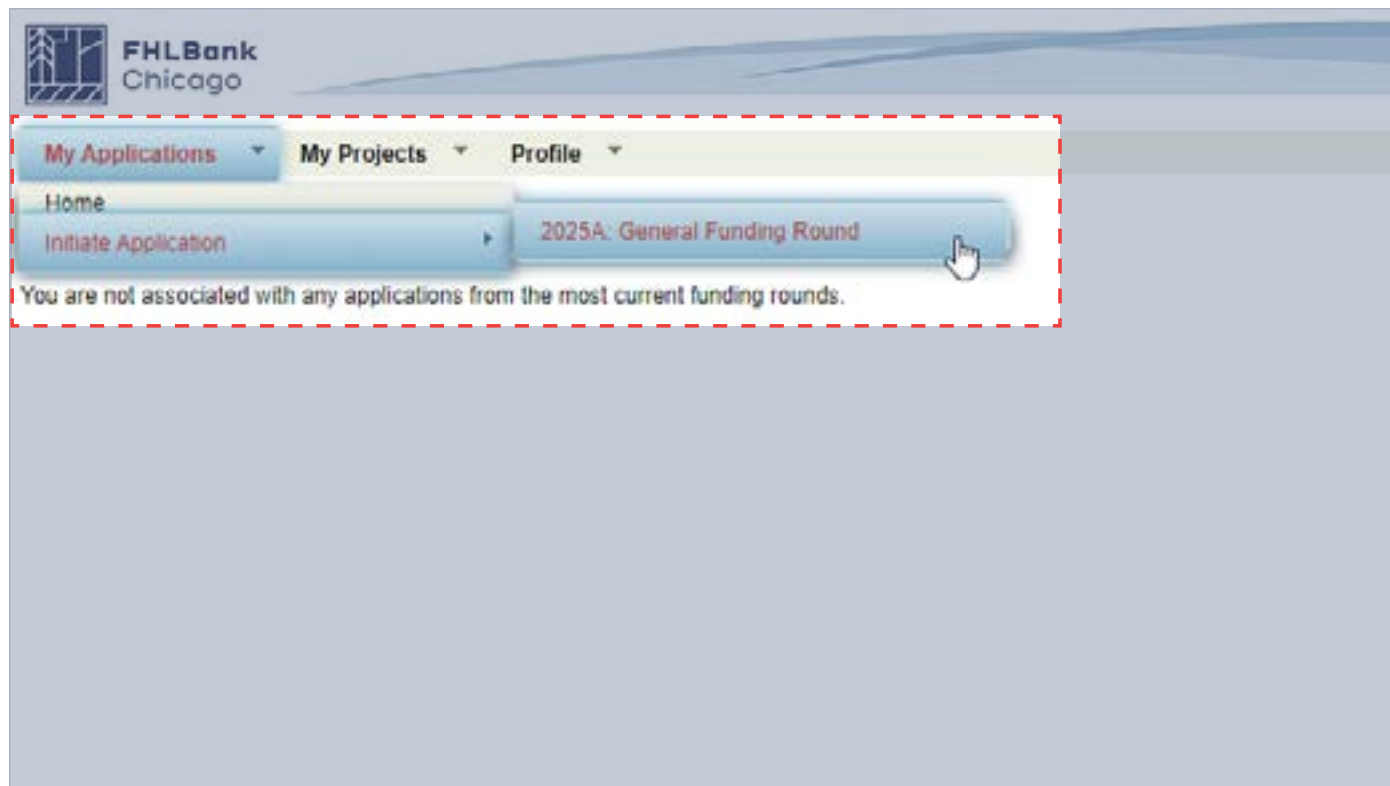 FHLBank
Chicago
My Applications My Projects Profile
Home
Initiate Application
2025A: General Funding Round
You are not associated with any applications from the most current funding rounds.